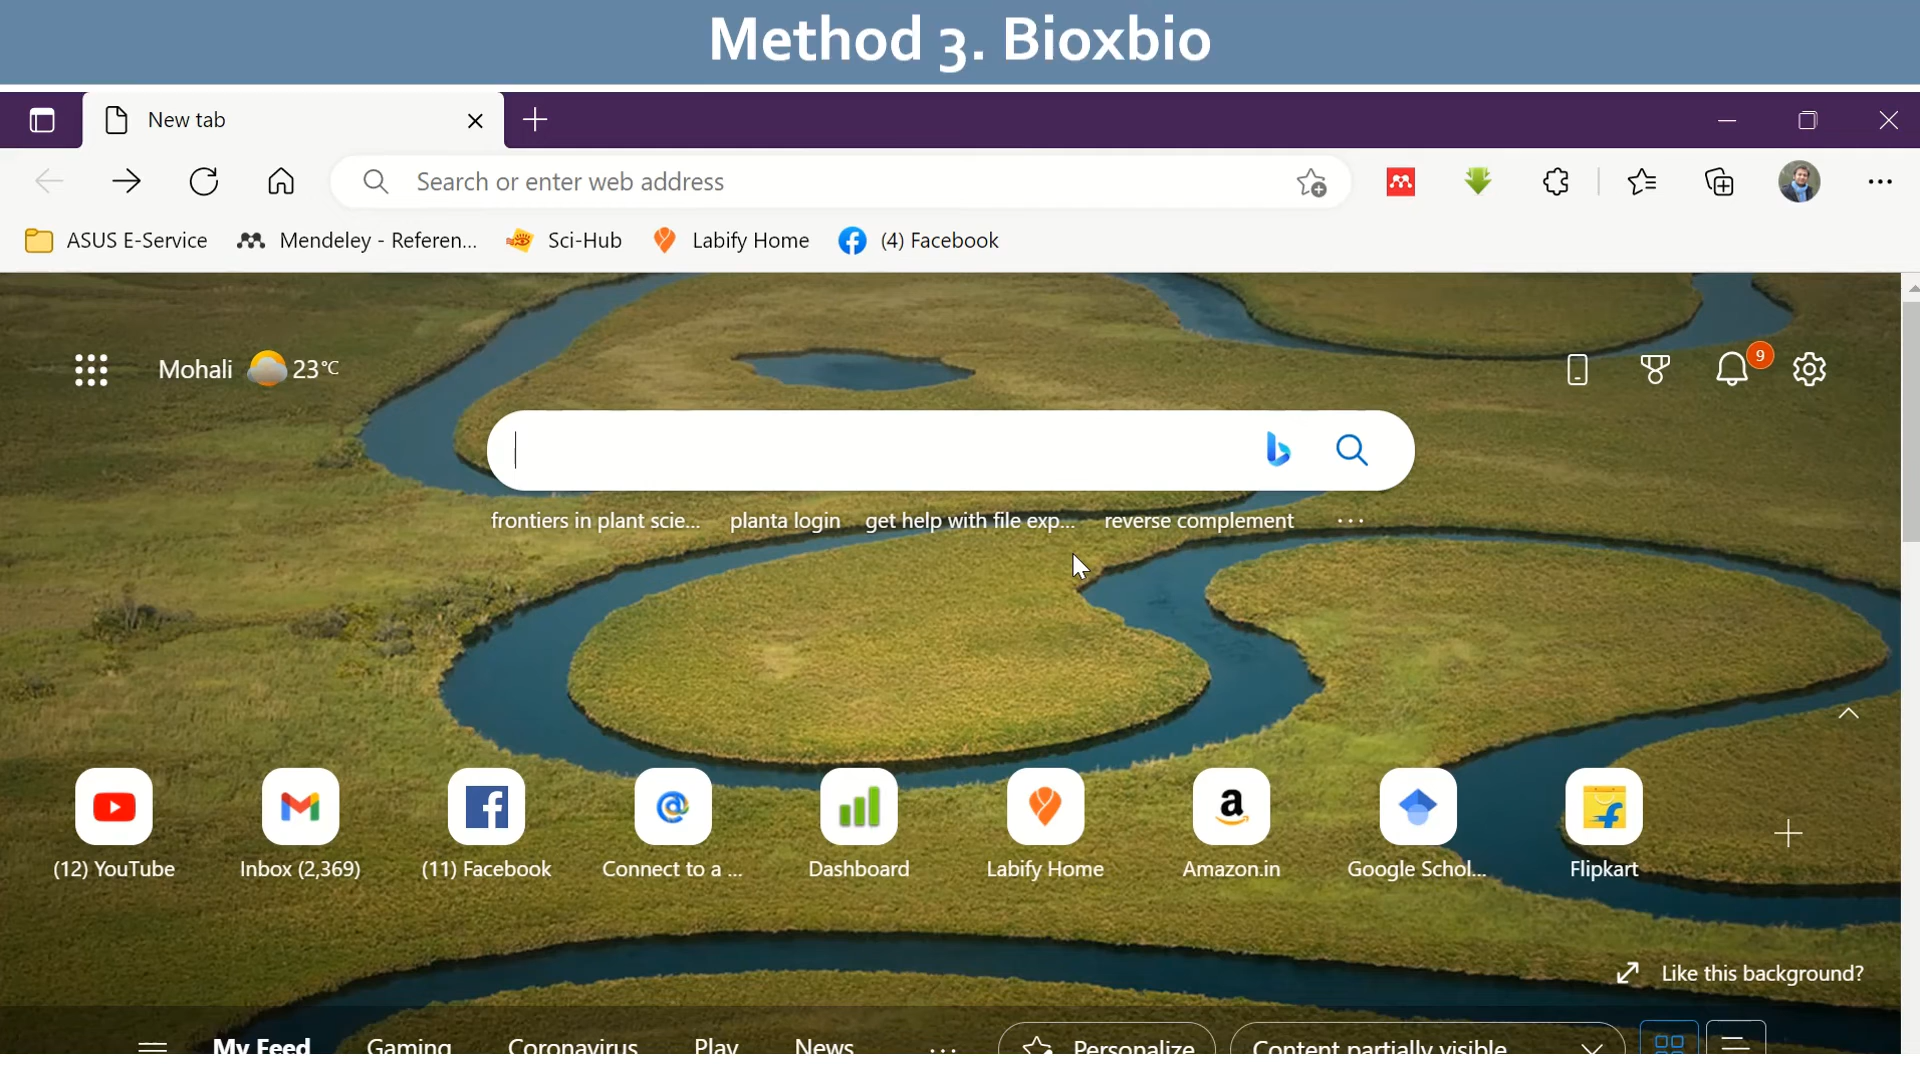 Method 3. Bioxbio
New tab
Search or enter web address
ASUS E-Service
Mendeley - Referen...
Sci-Hub
Labify Home
(4) Facebook
Mohali
23°C
9
frontiers in plant scie...
planta login
get help with file exp...
reverse complement
(12) YouTube
Inbox (2,369)
(11) Facebook
Connect to a ...
Dashboard
Labify Home
Amazon.in
Google Schol...
Flipkart
Like this background?
My Feed
Gaming
Coronavirus
Play
News
Personalize
Content partially visible